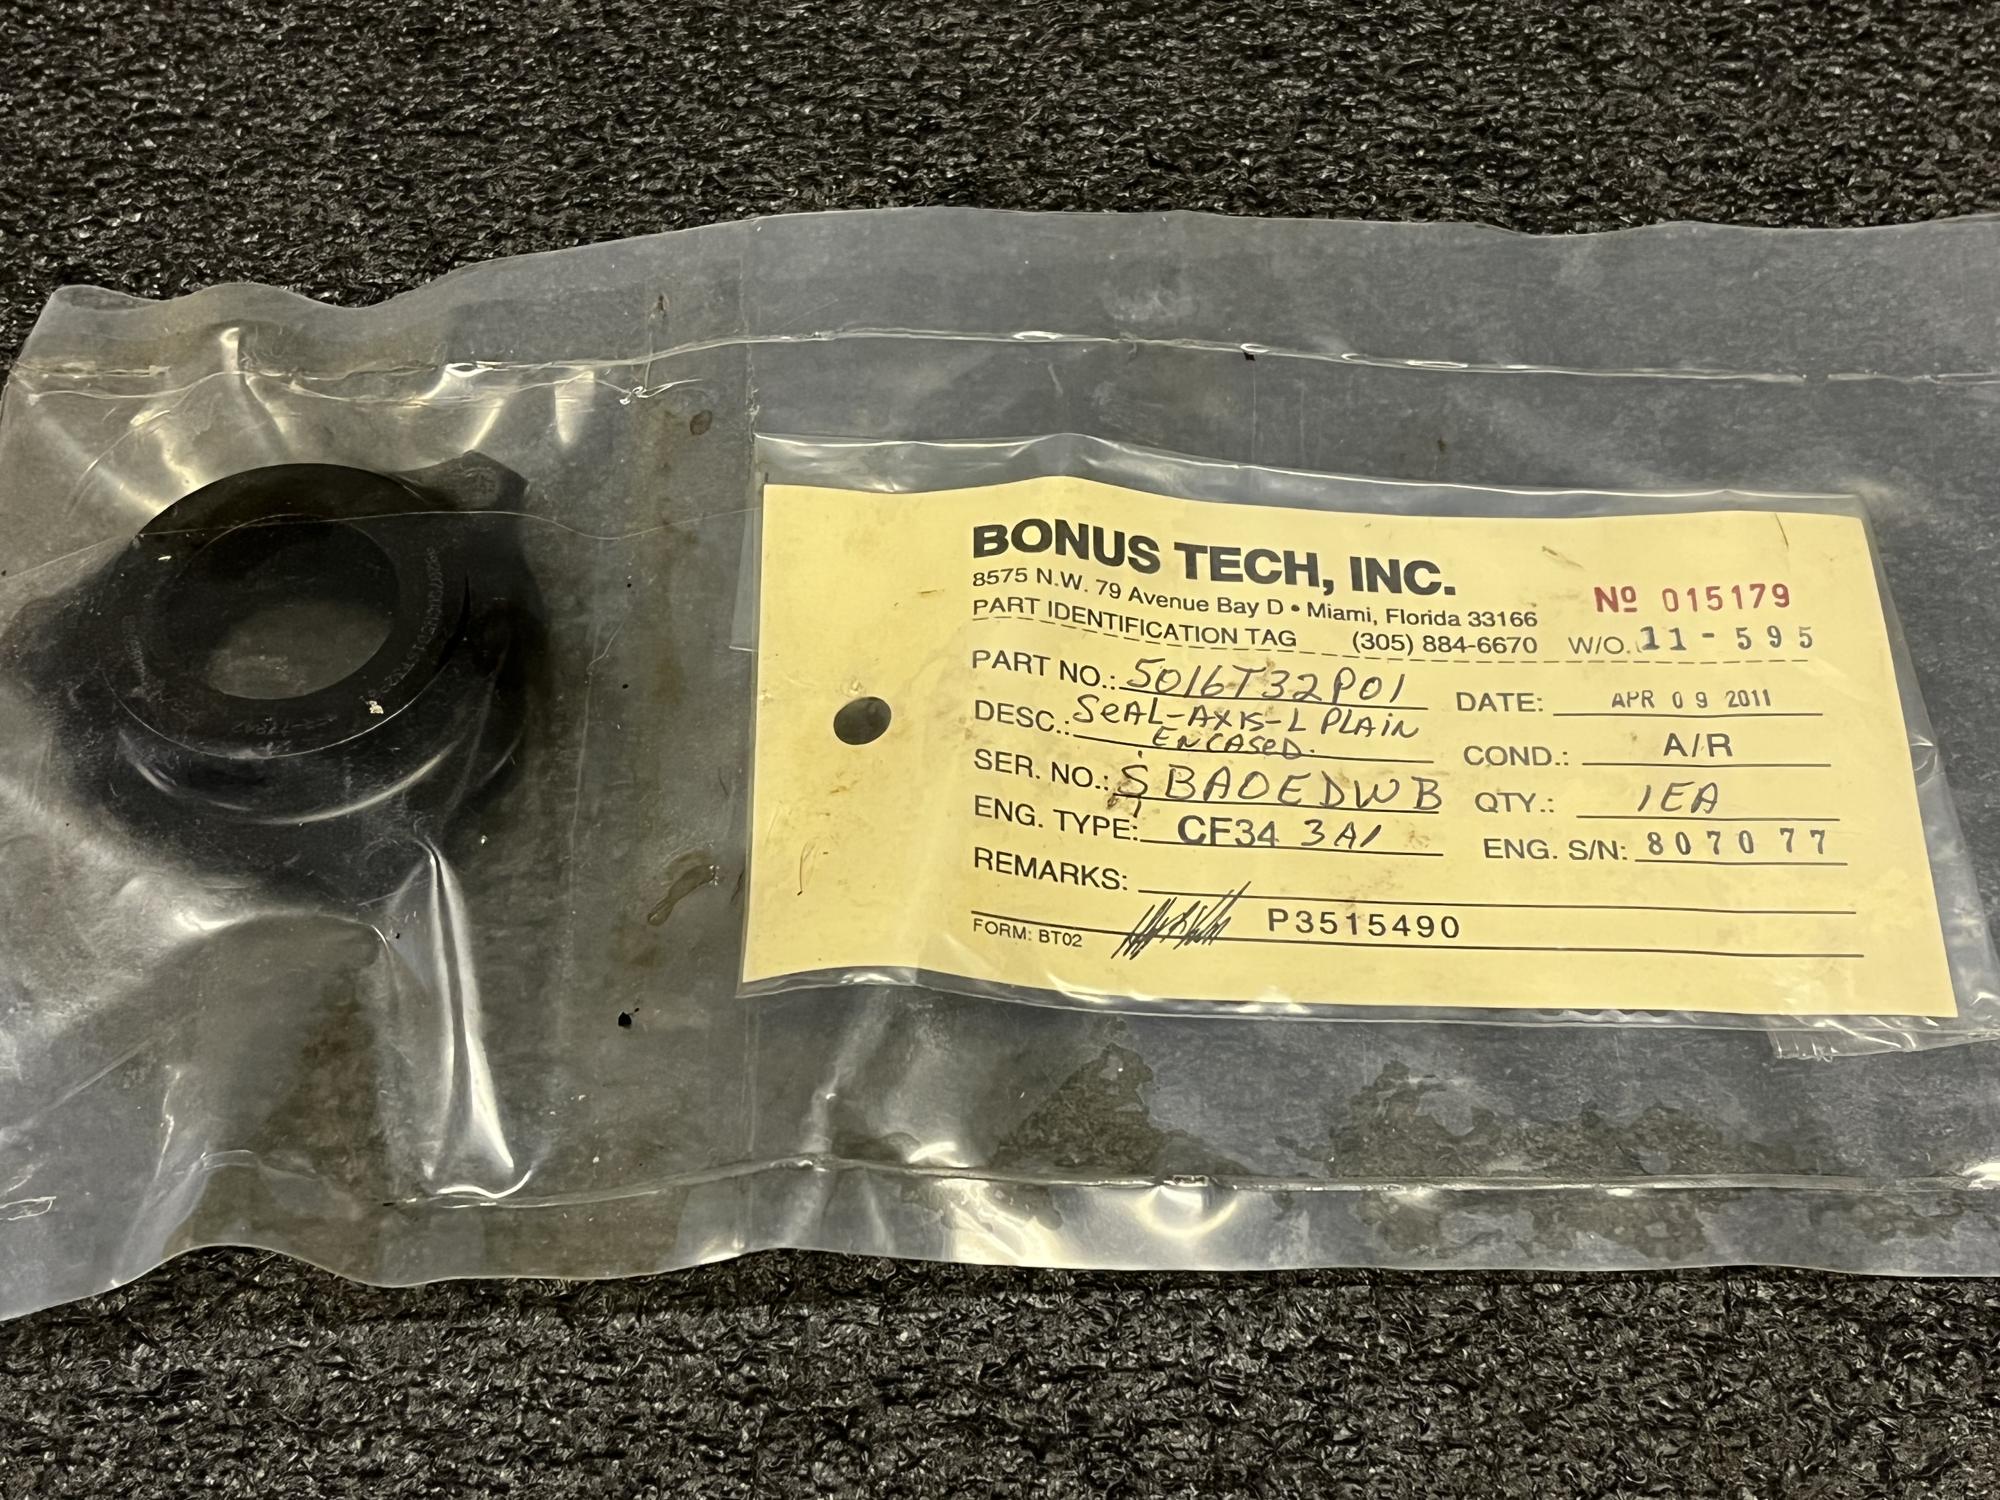 BONUS TECH, INC.
8575 N.W. 79 Avenue Bay D • Miami, Florida 33166
Nº 015179
PART IDENTIFICATION TAG (305) 884-6670 W/O. 11-595
PART NO.: 5016T32P01 DATE: APR 09 2011
DESC.: SEAL-AXIS-L PLAIN
ENCASED.
COND.: A/R
SER. NO.: SBAOEDWB QTY.: 1EA
ENG. TYPE: CF34 3A1 ENG. S/N: 807077
REMARKS:
P3515490
FORM: BT02